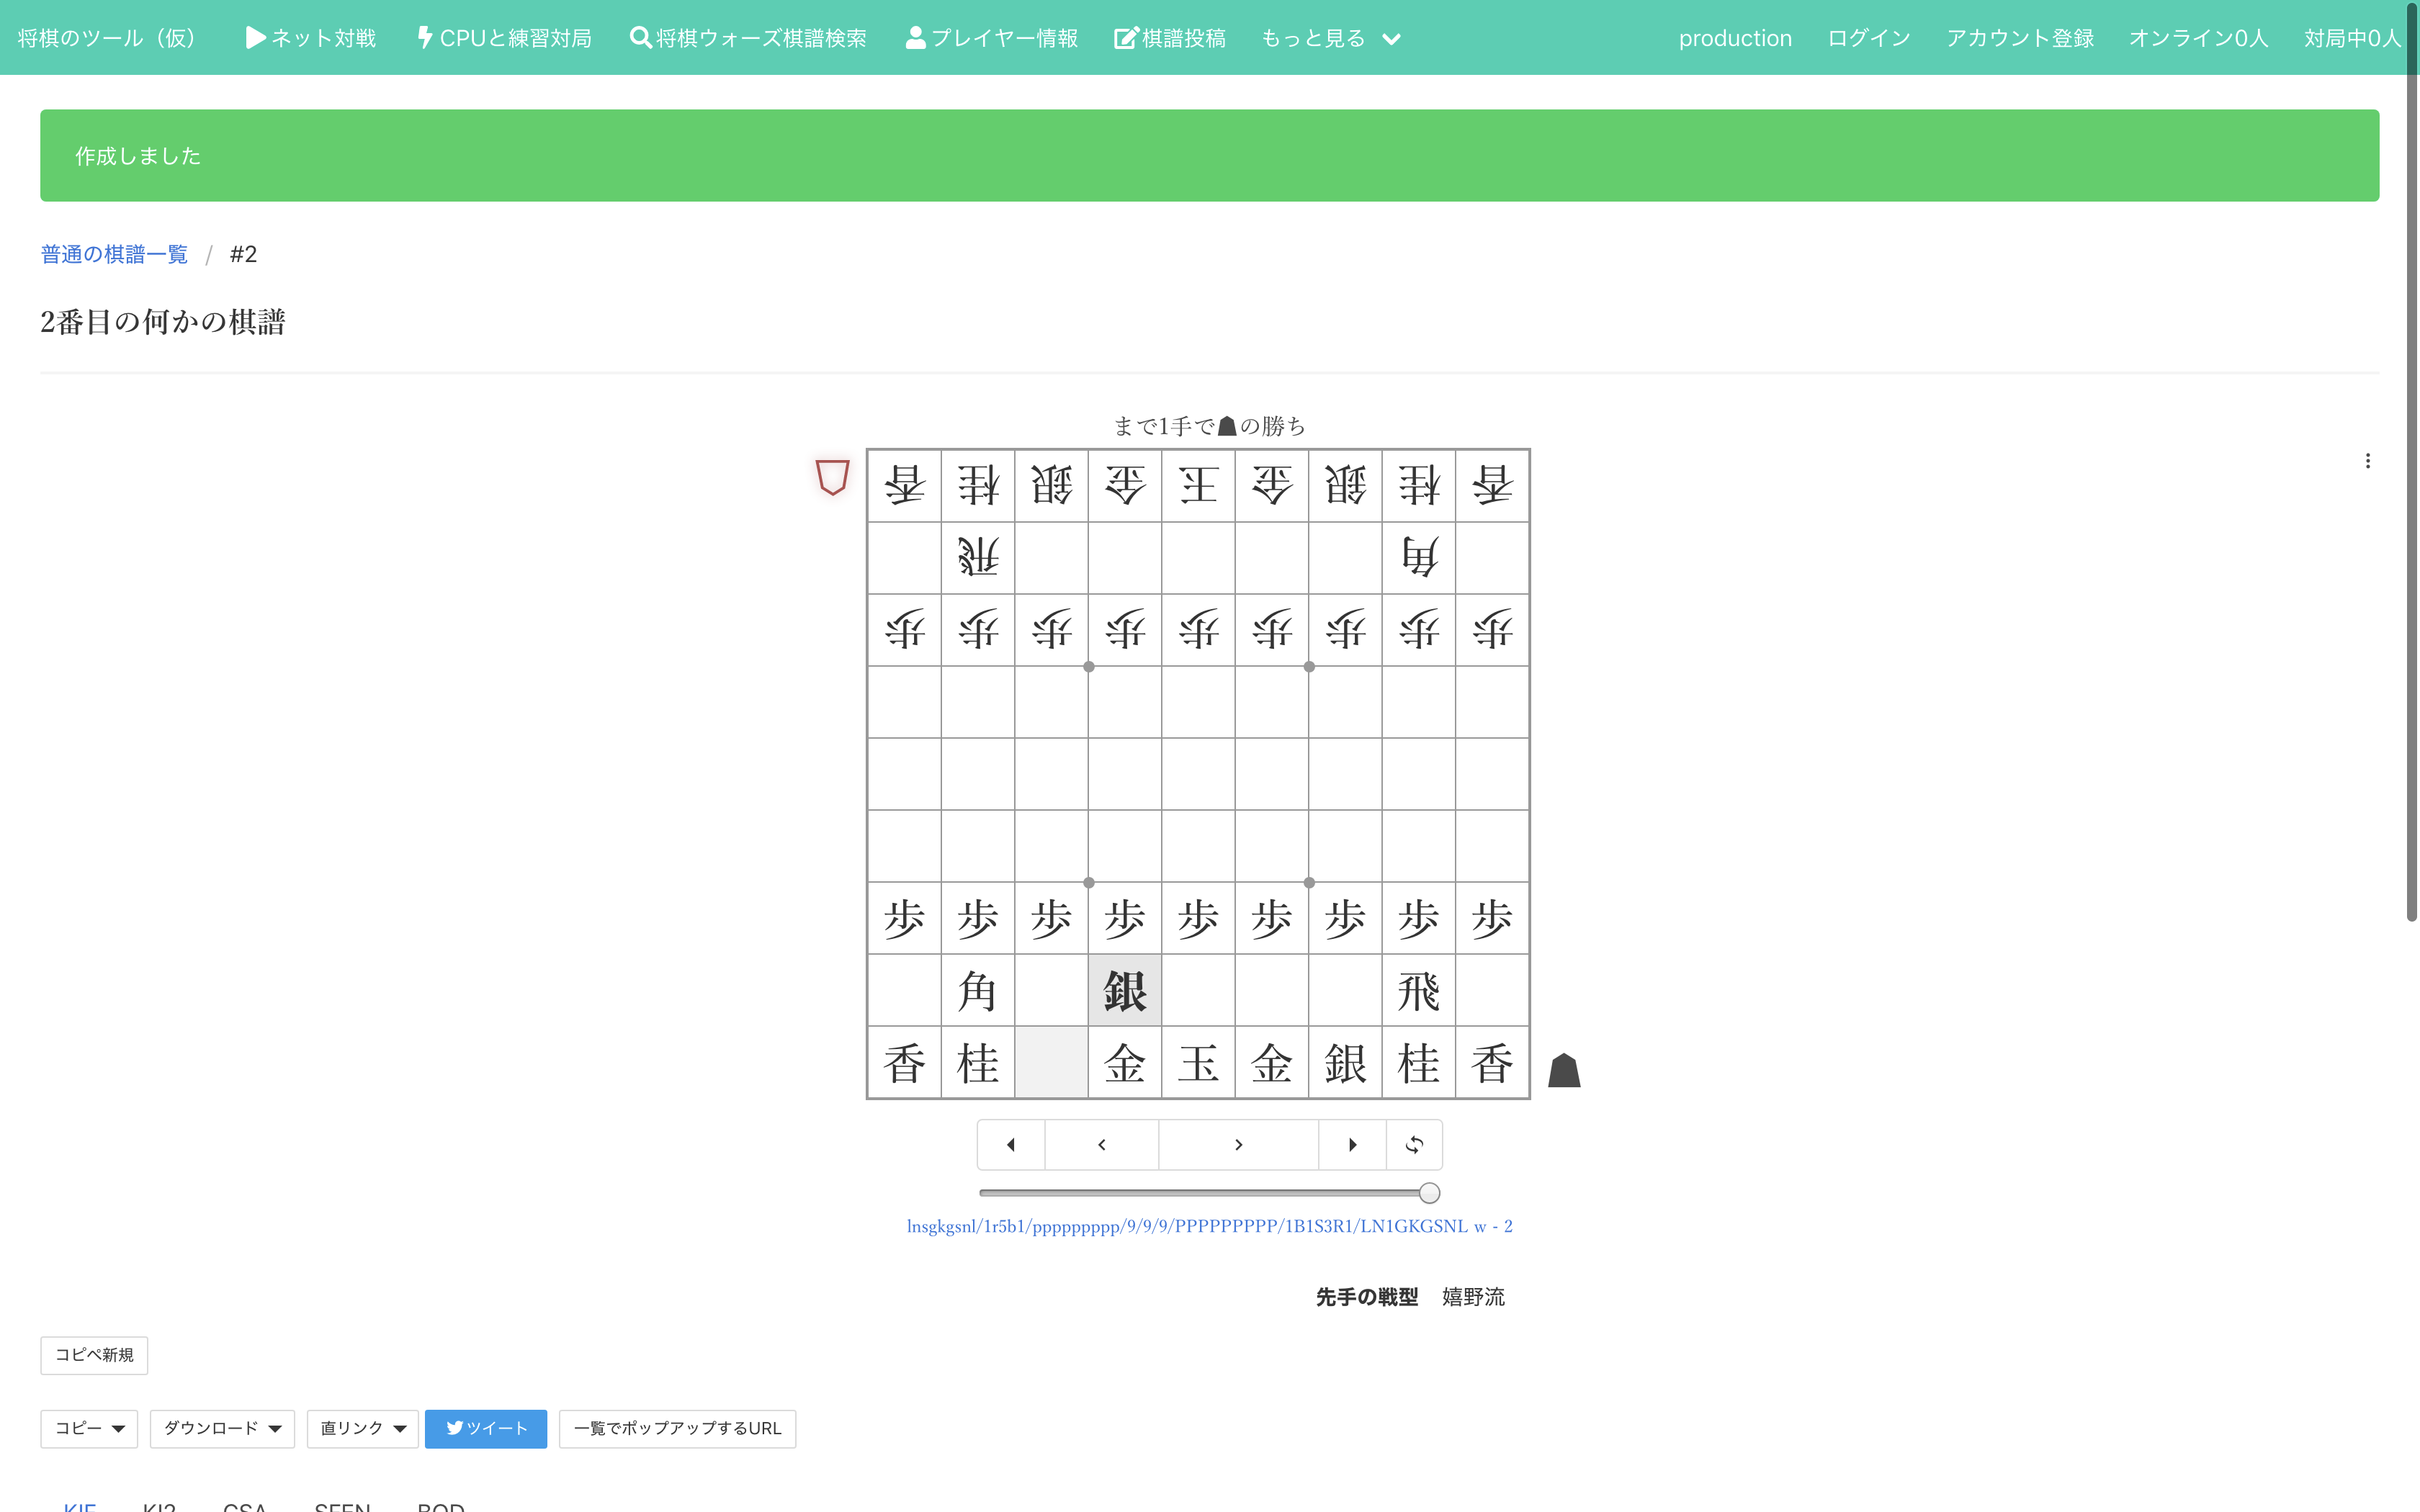 将棋のツール（仮） ネット対戦 CPUと練習対局 将棋ウォーズ棋譜検索 プレイヤー情報 棋譜投稿 もっと見る production ログイン アカウント登録 オンライン0人 対局中0人
作成しました
普通の棋譜一覧 / #2
2番目の何かの棋譜
まで1手で☗の勝ち
香 桂 銀 金 王 金 銀 桂 香
飛 角
歩 歩 歩 歩 歩 歩 歩 歩 歩
歩 歩 歩 歩 歩 歩 歩 歩 歩
角 銀 飛
香 桂 金 玉 金 銀 桂 香
lnsgkgsnl/1r5b1/ppppppppp/9/9/9/PPPPPPPPP/1B1S3R1/LN1GKGSNL w - 2
先手の戦型 嬉野流
コピペ新規
コピー ダウンロード 直リンク ツイート 一覧でポップアップするURL
KIF KI2 CSA SFEN BOD